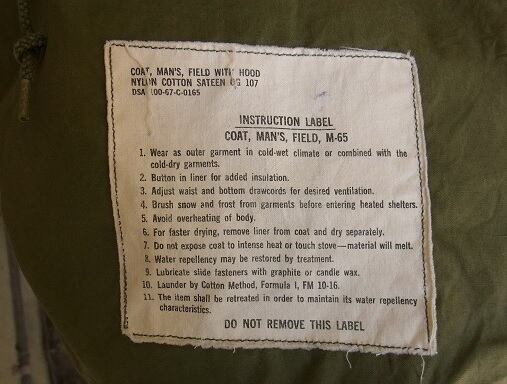 COAT, MAN'S, FIELD WITH HOOD
NYLON COTTON SATEEN OG 107
DSA 100-67-C-0165
INSTRUCTION LABEL
COAT, MAN'S, FIELD, M-65
1. Wear as outer garment in cold-wet climate or combined with the
cold-dry garments.
2. Button in liner for added insulation.
3. Adjust waist and bottom drawcords for desired ventilation.
4. Brush snow and frost from garments before entering heated shelters.
5. Avoid overheating of body.
6. For faster drying, remove liner from coat and dry separately.
7. Do not expose coat to intense heat or touch stove—material will melt.
8. Water repellency may be restored by treatment.
9. Lubricate slide fasteners with graphite or candle wax.
10. Launder by Cotton Method, Formula I, FM 10-16.
11. The item shall be retreated in order to maintain its water repellency
characteristics.
DO NOT REMOVE THIS LABEL